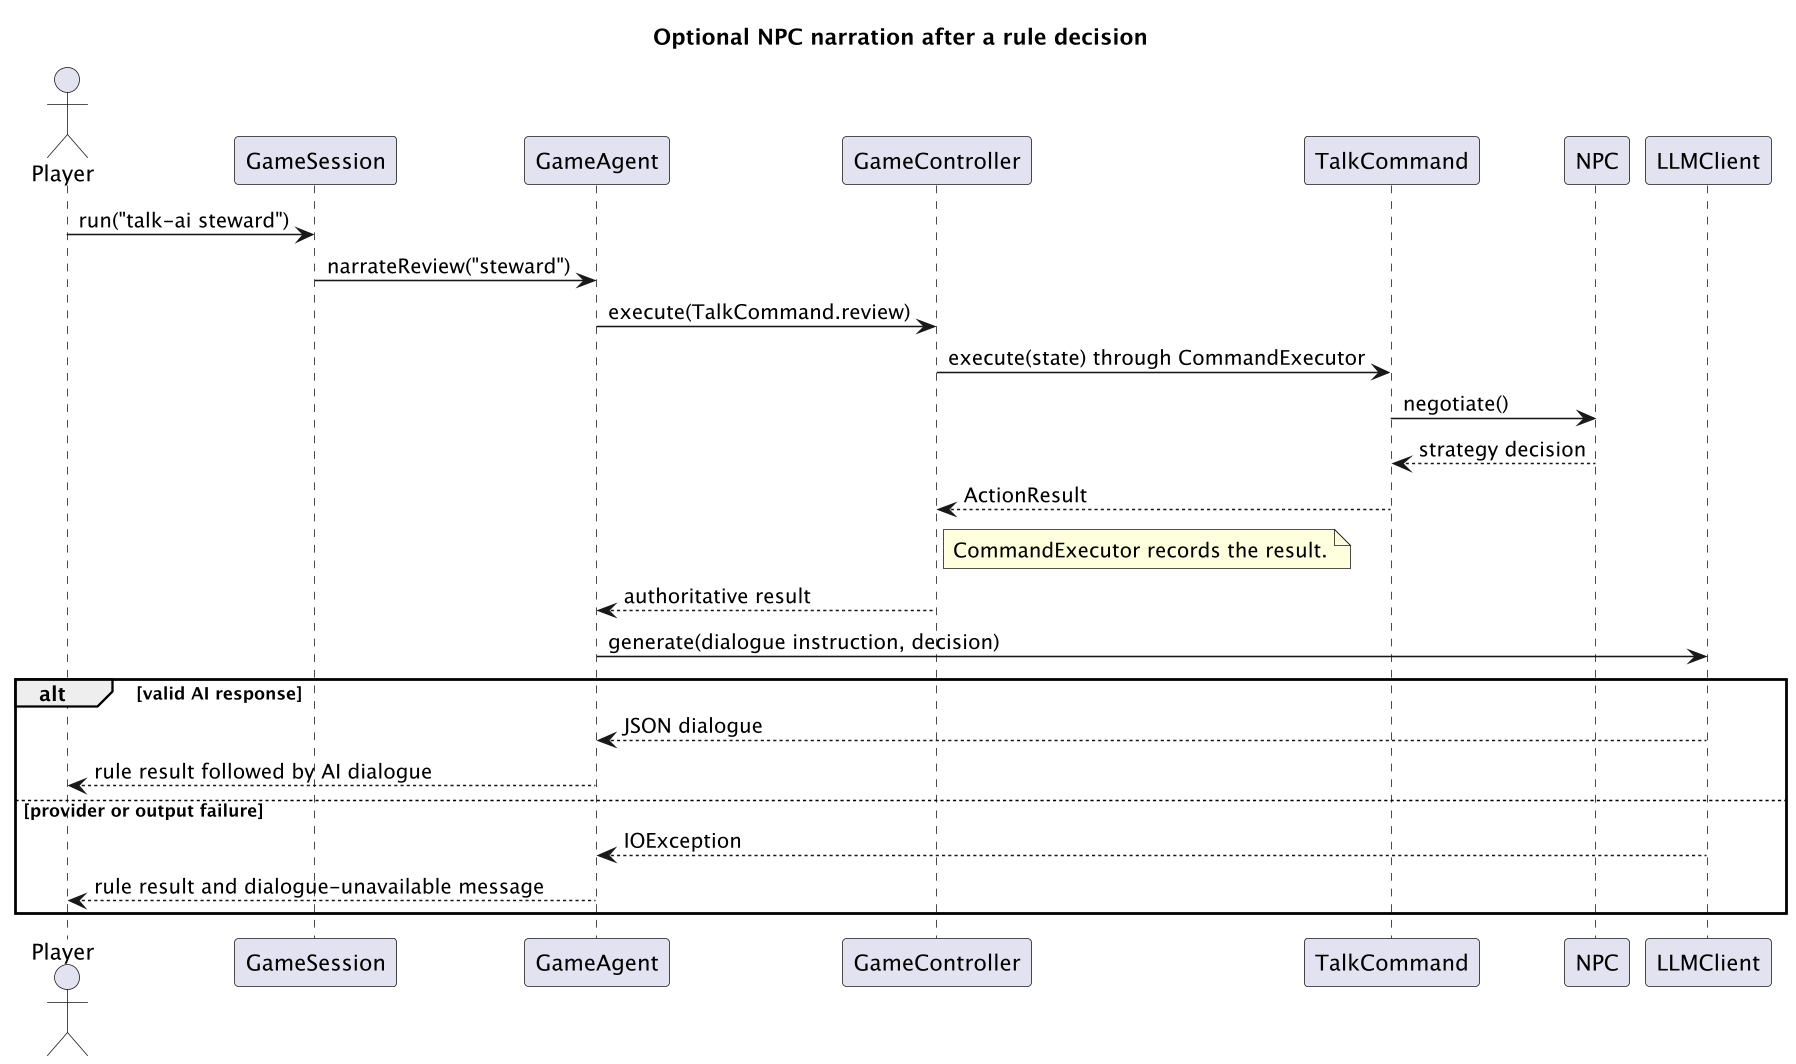 Optional NPC narration after a rule decision
Player
GameSession
GameAgent
GameController
TalkCommand
NPC
LLMClient
run("talk-ai steward")
narrateReview("steward")
execute(TalkCommand.review)
execute(state) through CommandExecutor
negotiate()
strategy decision
ActionResult
CommandExecutor records the result.
authoritative result
generate(dialogue instruction, decision)
alt
[valid AI response]
JSON dialogue
rule result followed by AI dialogue
[provider or output failure]
IOException
rule result and dialogue-unavailable message
Player
GameSession
GameAgent
GameController
TalkCommand
NPC
LLMClient